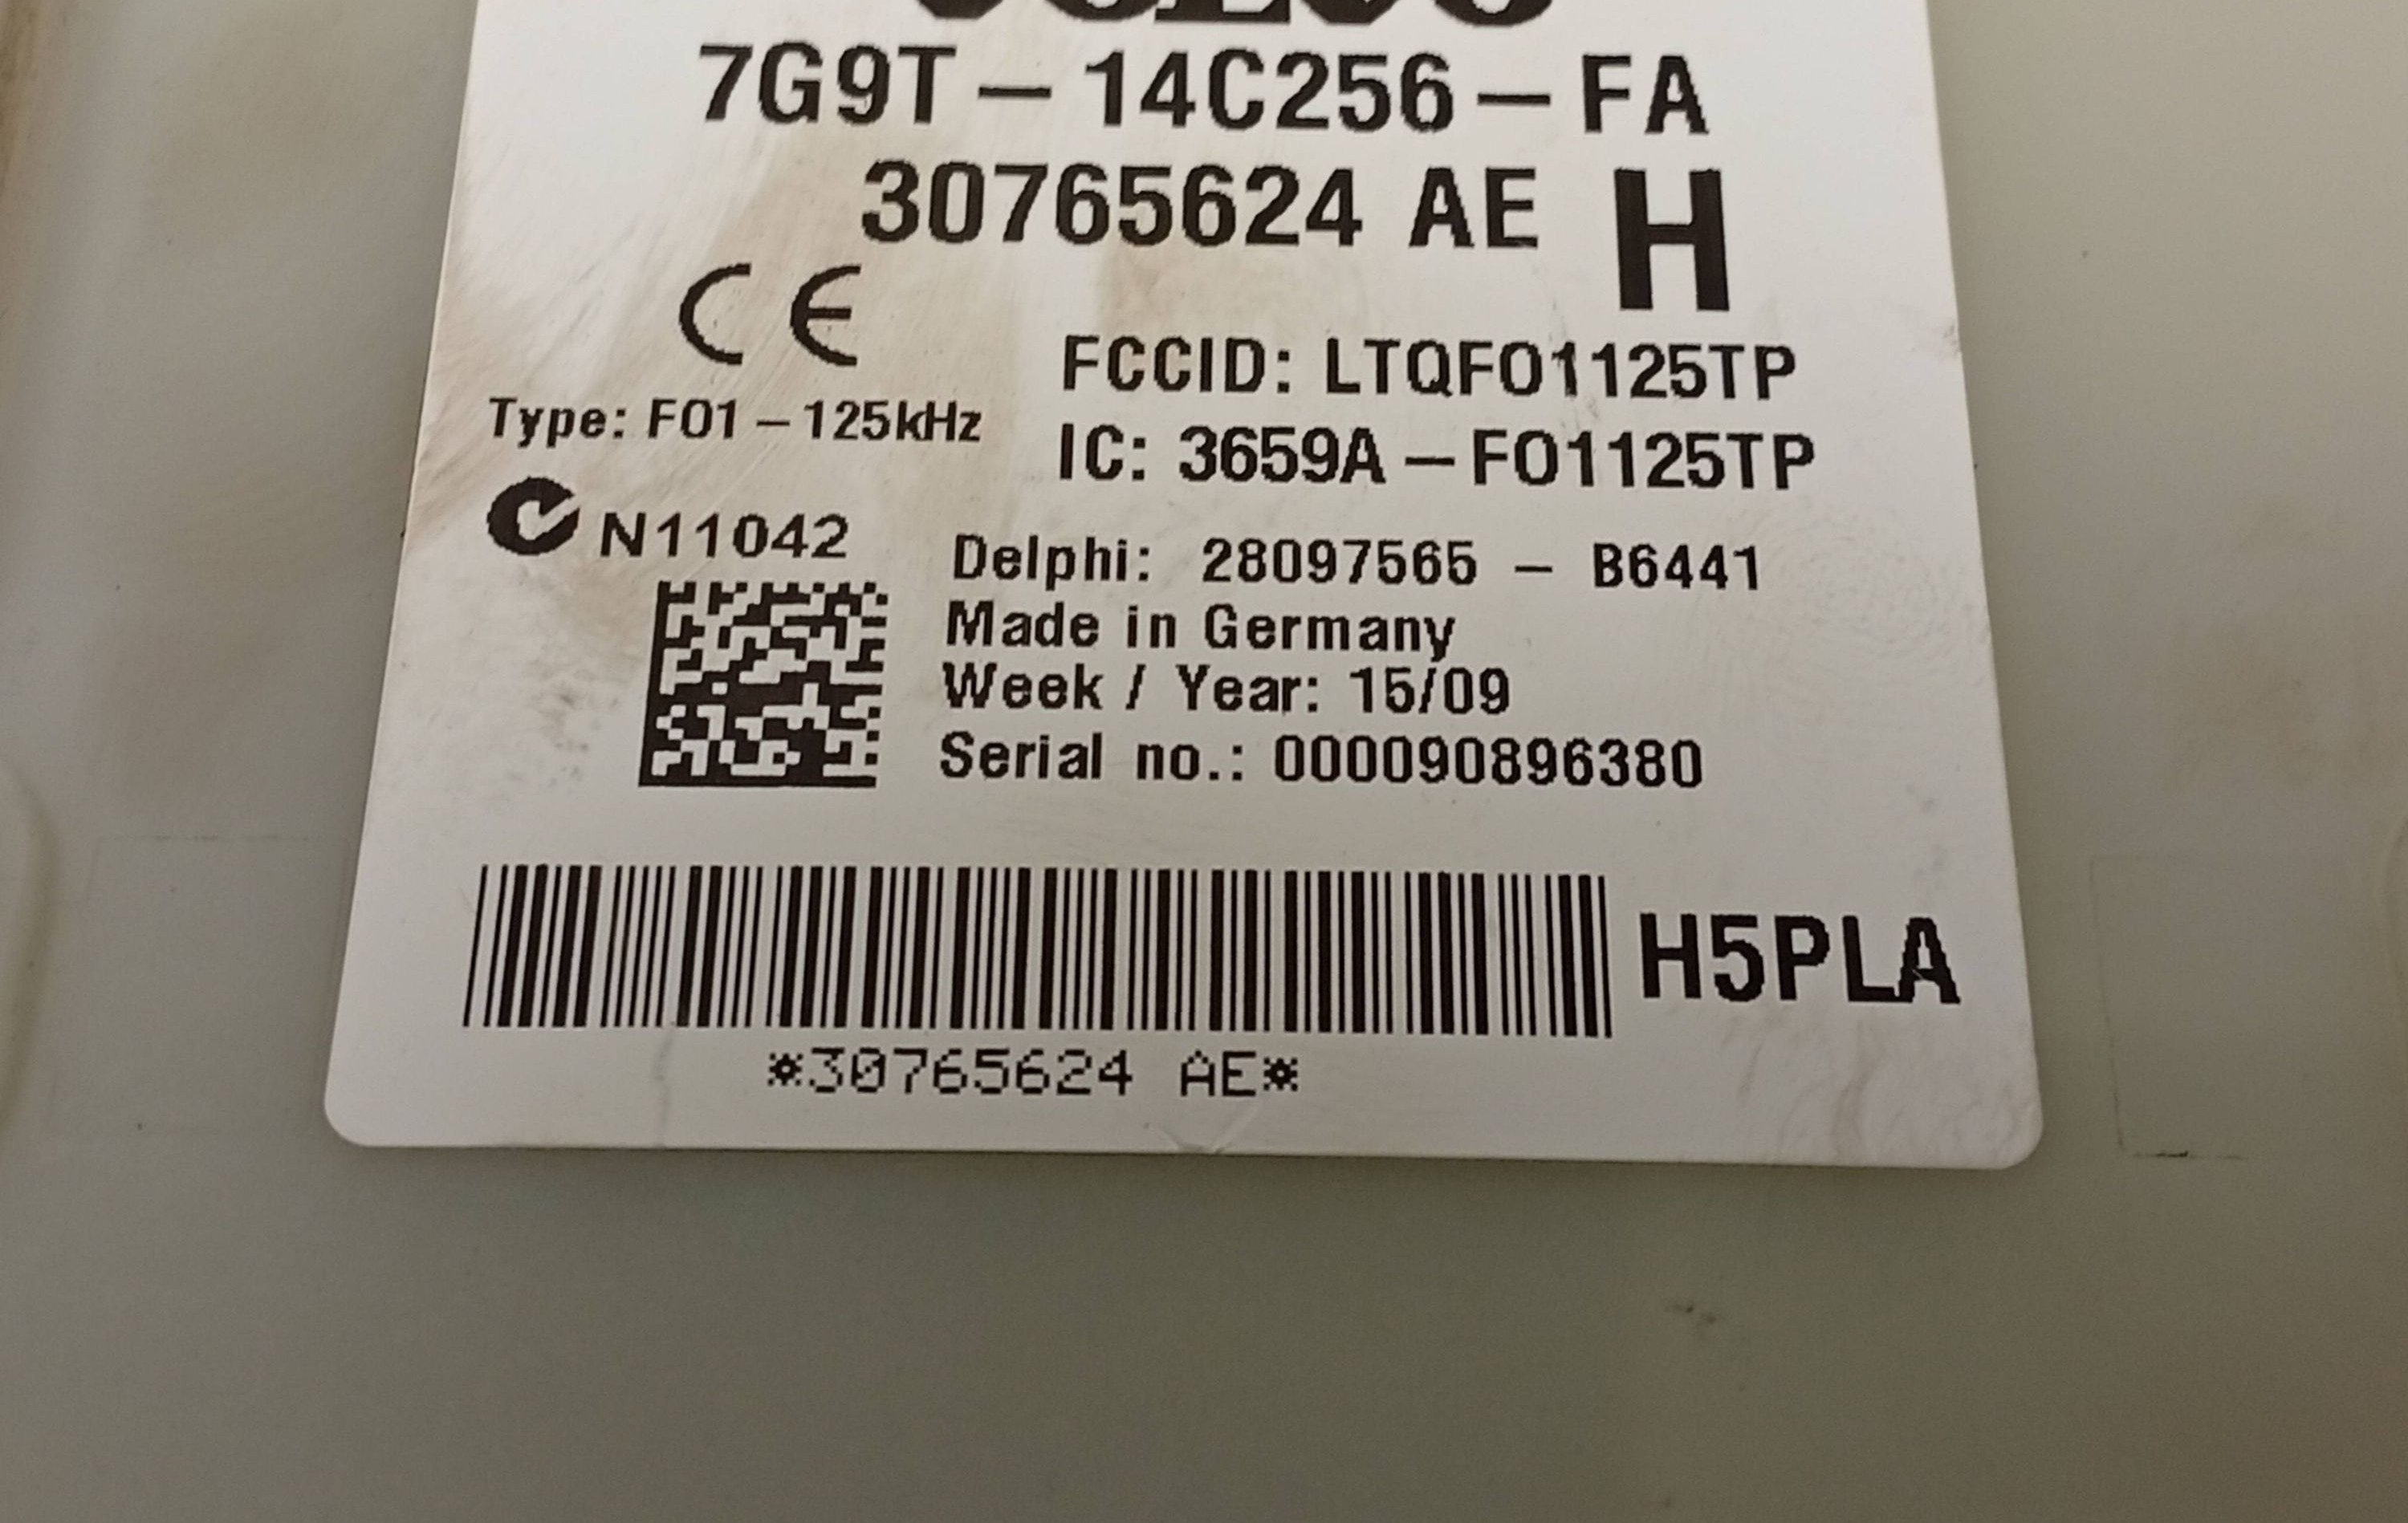 7G9T – 14C256 – FA
30765624 AE H
CE
FCCID: LTQFO1125TP
Type: FO1 – 125kHz
IC: 3659A – FO1125TP
N11042
Delphi: 28097565 – B6441
Made in Germany
Week / Year: 15/09
Serial no.: 000090896380
H5PLA
*30765624 AE*